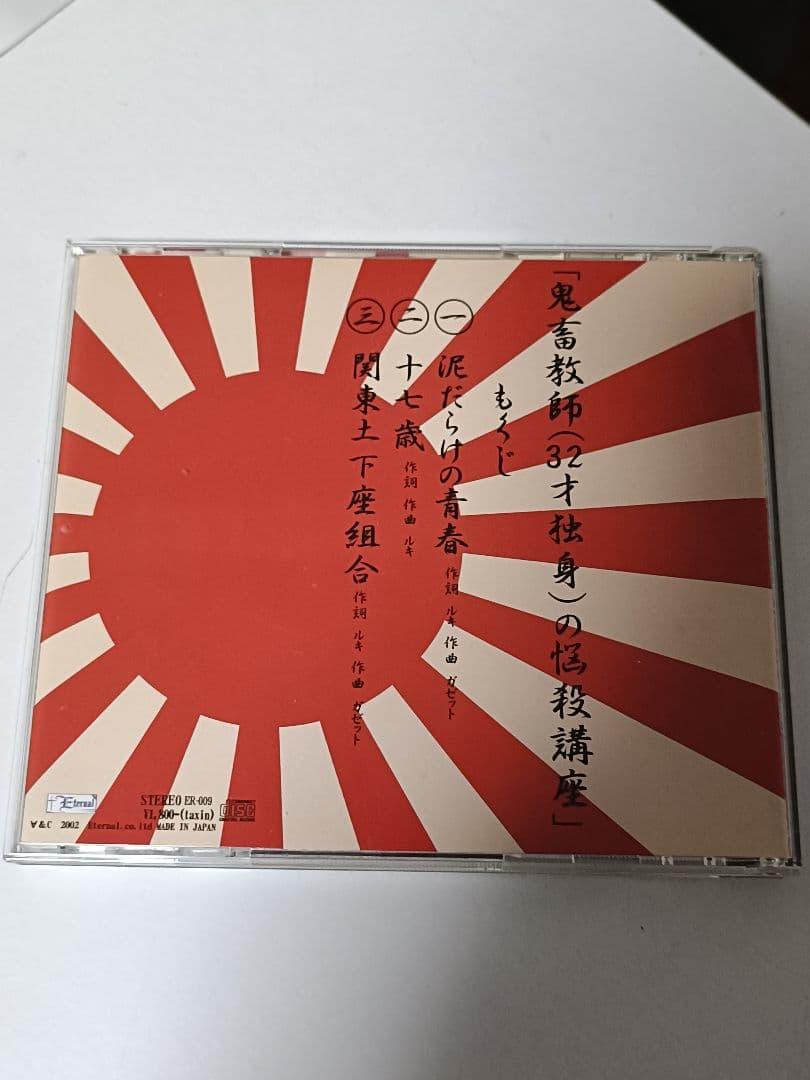 「鬼畜教師(32才独身)の悩殺講座」
もくじ
一 泥だらけの青春 作詞 ルキ 作曲 ガゼット
二 十七歳 作詞 作曲 ルキ
三 関東土下座組合 作詞 ルキ 作曲 ガゼット
Eternal
STEREO ER-009
¥1.800-(taxin)
DISC
∀&C 2002 Eternal.co.ltd MADE IN JAPAN